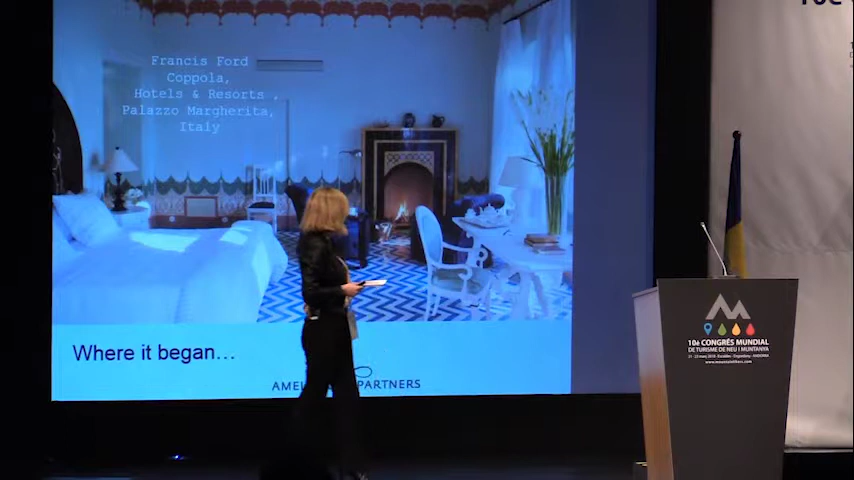 Francis Ford
Coppola,
Hotels & Resorts ,
Palazzo Margherita,
Italy
Where it began...
PARTNERS
10è CONGRÉS MUNDIAL
DE TURISME DE NEU I MUNTANYA